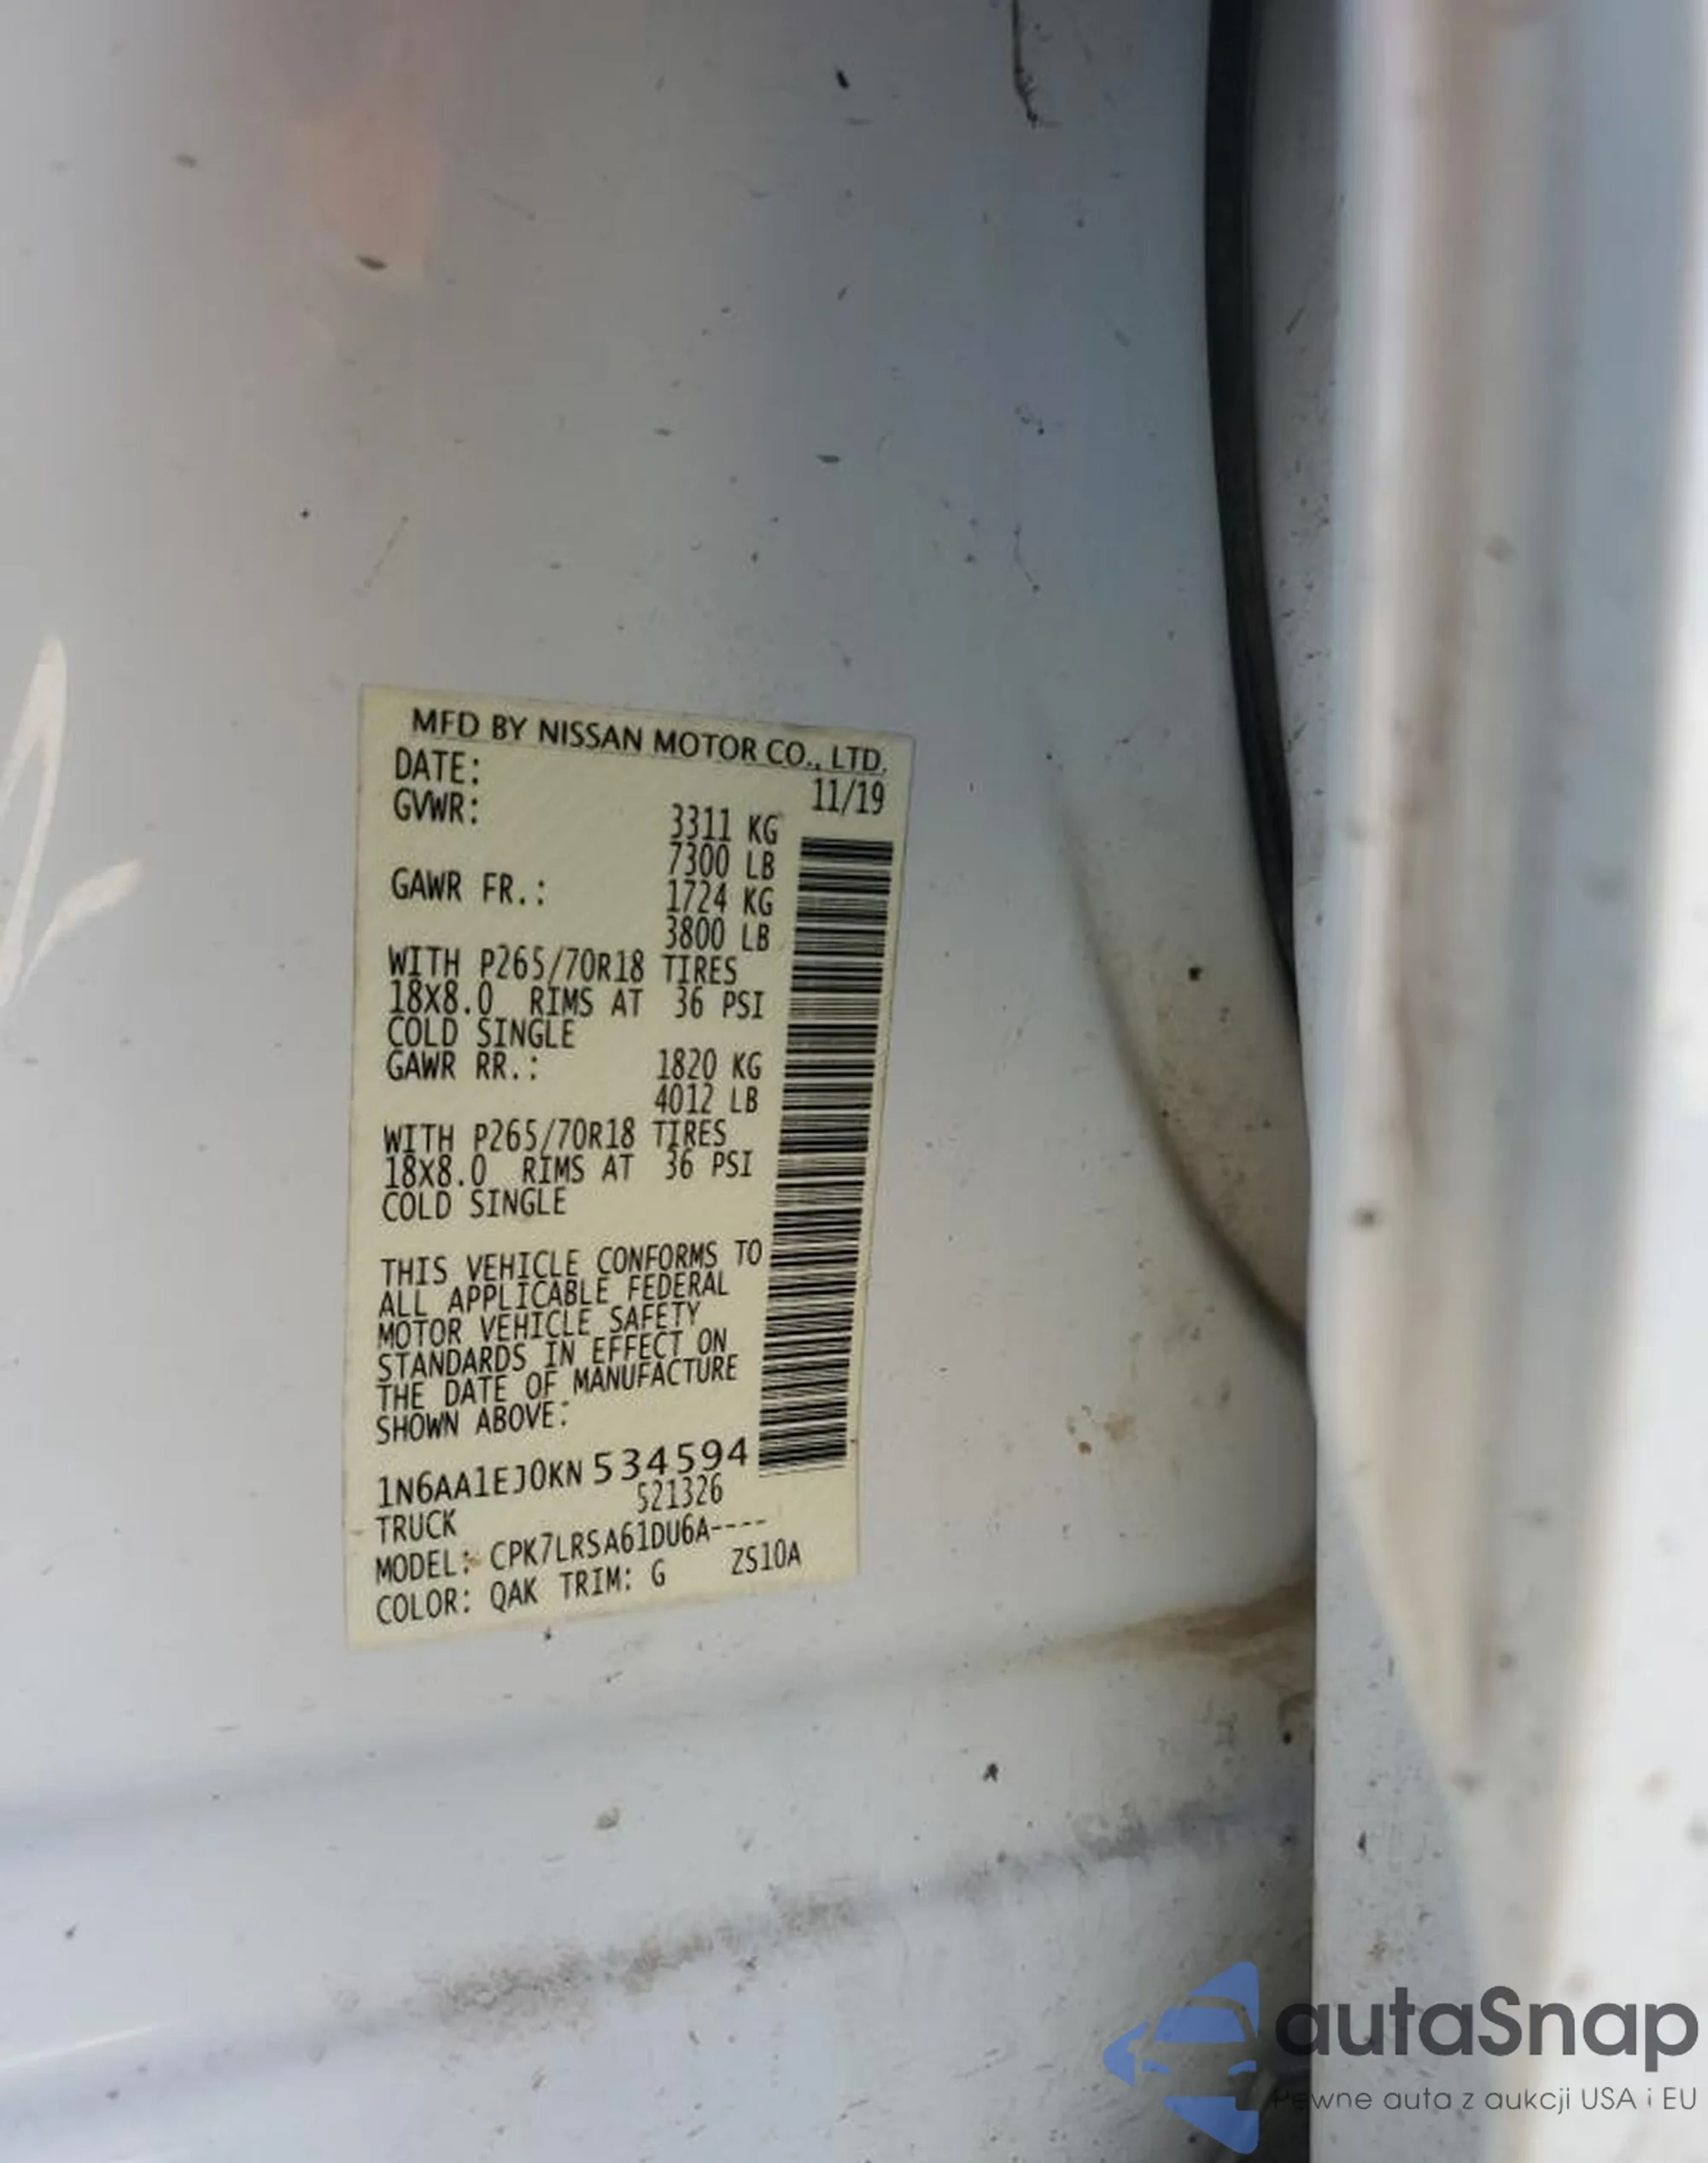 MFD BY NISSAN MOTOR CO., LTD.
DATE: 11/19
GVWR: 3311 KG
7300 LB
GAWR FR.: 1724 KG
3800 LB
WITH P265/70R18 TIRES
18X8.0 RIMS AT 36 PSI
COLD SINGLE
GAWR RR.: 1820 KG
4012 LB
WITH P265/70R18 TIRES
18X8.0 RIMS AT 36 PSI
COLD SINGLE
THIS VEHICLE CONFORMS TO
ALL APPLICABLE FEDERAL
MOTOR VEHICLE SAFETY
STANDARDS IN EFFECT ON
THE DATE OF MANUFACTURE
SHOWN ABOVE:
1N6AA1EJ0KN534594
TRUCK 521326
MODEL: CPK7LRSA61DU6A----
COLOR: QAK TRIM: G ZS10A
autaSnap
Pewne auta z aukcji USA i EU